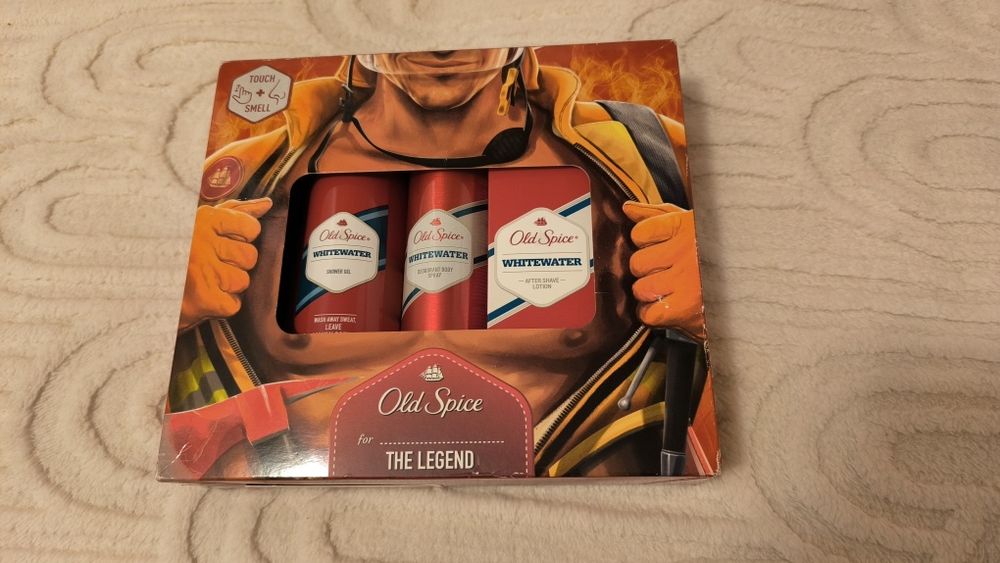 TOUCH
+
SMELL
Old Spice
WHITEWATER
SHOWER GEL
WASH AWAY SWEAT,
LEAVE
Old Spice
WHITEWATER
DEODORANT BODY
SPRAY
Old Spice
WHITEWATER
— AFTER SHAVE —
LOTION
Old Spice
for
THE LEGEND